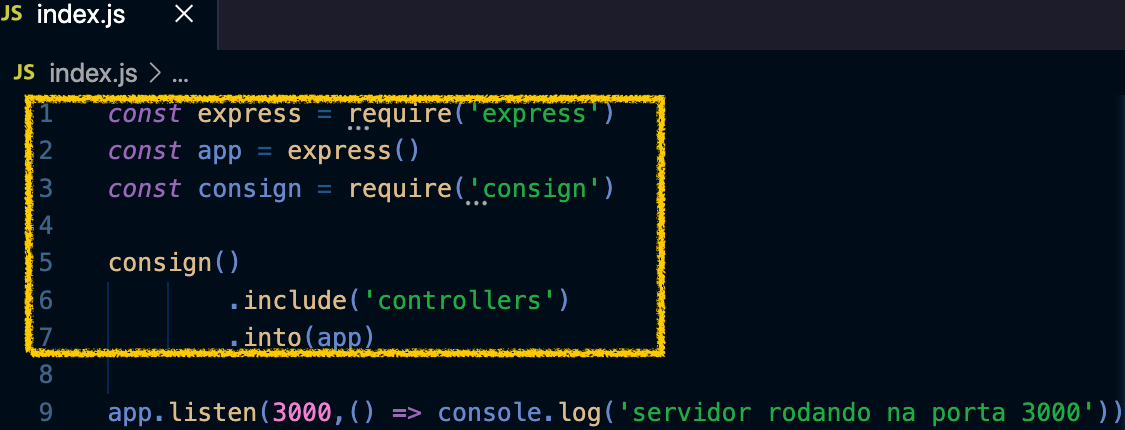 JS index.js ×
JS index.js > ...
1 const express = require('express')
2 const app = express()
3 const consign = require('consign')
4
5 consign()
6 .include('controllers')
7 .into(app)
8
9 app.listen(3000,() => console.log('servidor rodando na porta 3000'))